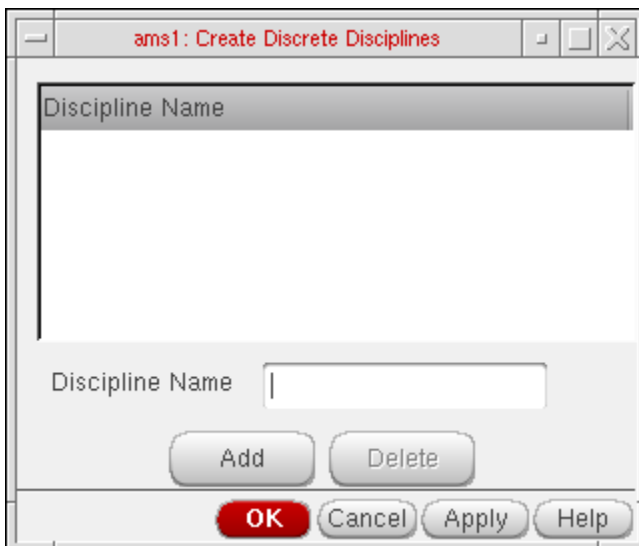 ams1: Create Discrete Disciplines
Discipline Name
Discipline Name
Add Delete
OK Cancel Apply Help